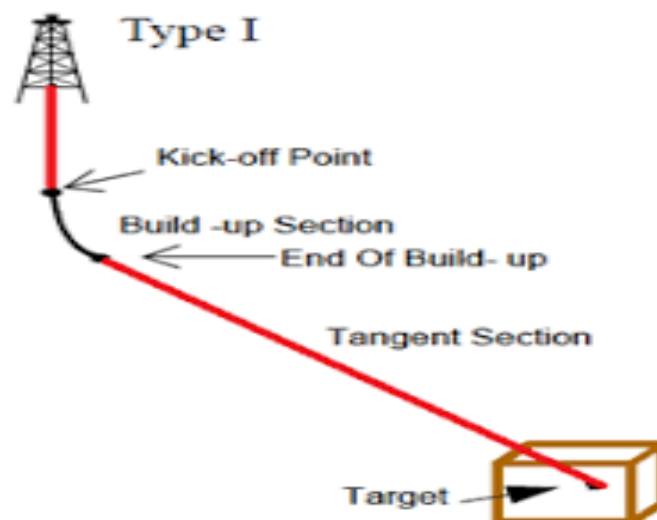 Type I
Kick-off Point
Build -up Section
End Of Build- up
Tangent Section
Target